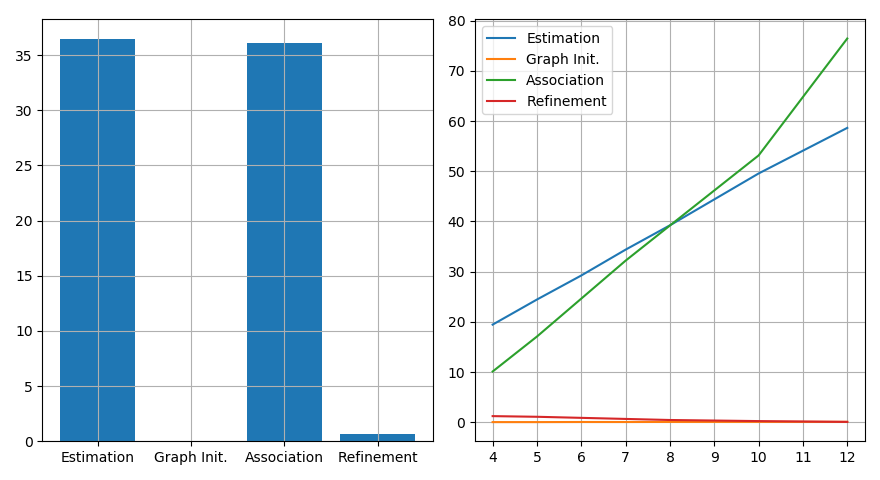 35
30
25
20
15
10
5
0
Estimation Graph Init. Association Refinement
80
70
60
50
40
30
20
10
0
Estimation
Graph Init.
Association
Refinement
4 5 6 7 8 9 10 11 12